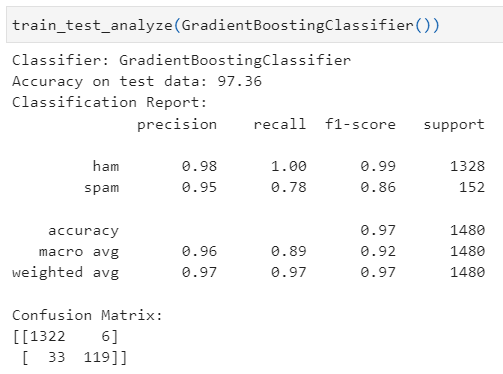 train_test_analyze(GradientBoostingClassifier())
Classifier: GradientBoostingClassifier
Accuracy on test data: 97.36
Classification Report:
              precision    recall  f1-score   support

         ham       0.98      1.00      0.99      1328
        spam       0.95      0.78      0.86       152

    accuracy                           0.97      1480
   macro avg       0.96      0.89      0.92      1480
weighted avg       0.97      0.97      0.97      1480

Confusion Matrix:
[[1322    6]
 [  33  119]]